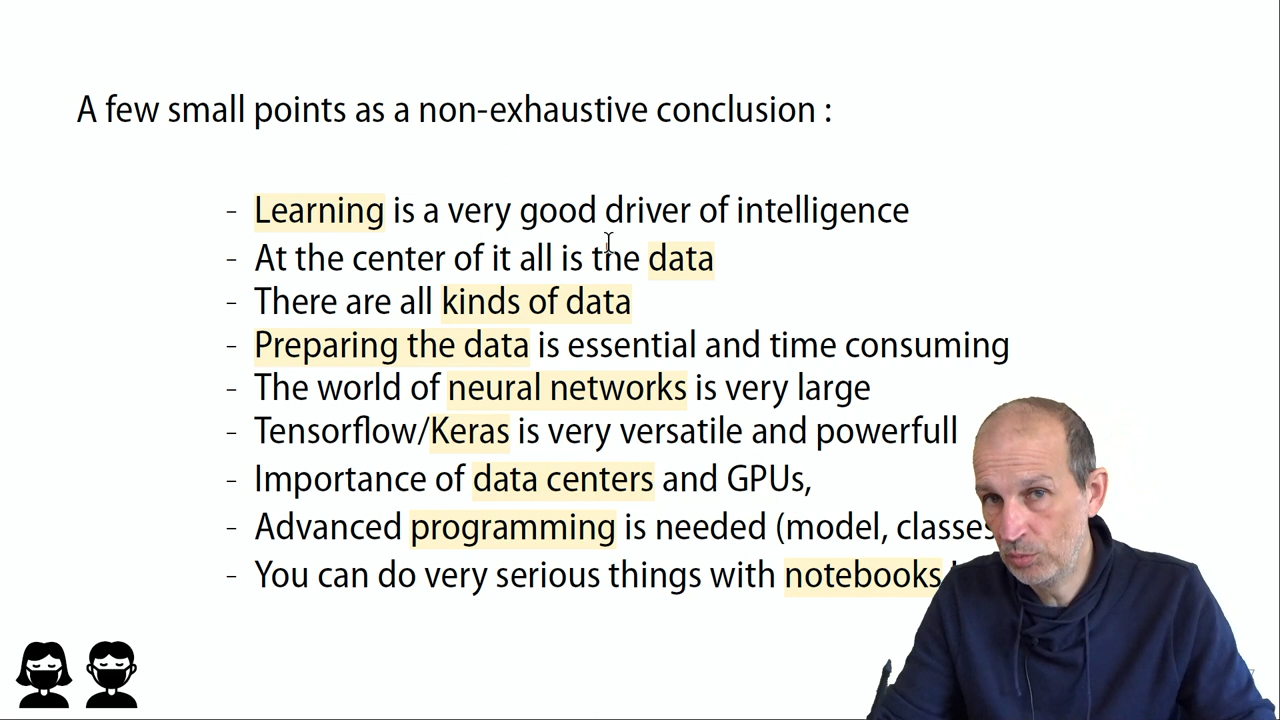 A few small points as a non-exhaustive conclusion :
- Learning is a very good driver of intelligence
- At the center of it all is the data
- There are all kinds of data
- Preparing the data is essential and time consuming
- The world of neural networks is very large
- Tensorflow/Keras is very versatile and powerfull
- Importance of data centers and GPUs,
- Advanced programming is needed (model, classes
- You can do very serious things with notebooks